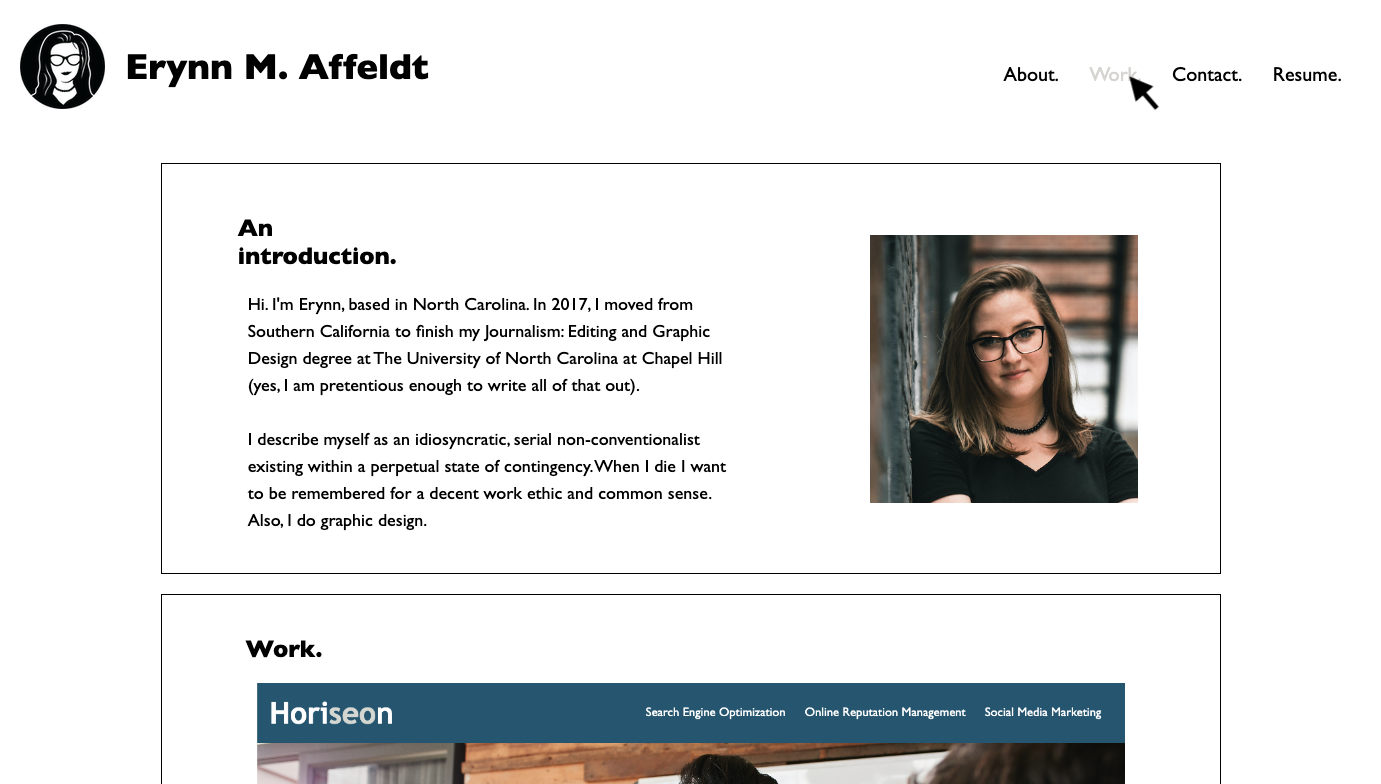 Erynn M. Affeldt
About. Work. Contact. Resume.
An
introduction.
Hi. I'm Erynn, based in North Carolina. In 2017, I moved from
Southern California to finish my Journalism: Editing and Graphic
Design degree at The University of North Carolina at Chapel Hill
(yes, I am pretentious enough to write all of that out).
I describe myself as an idiosyncratic, serial non-conventionalist
existing within a perpetual state of contingency. When I die I want
to be remembered for a decent work ethic and common sense.
Also, I do graphic design.
Work.
Horiseon
Search Engine Optimization Online Reputation Management Social Media Marketing